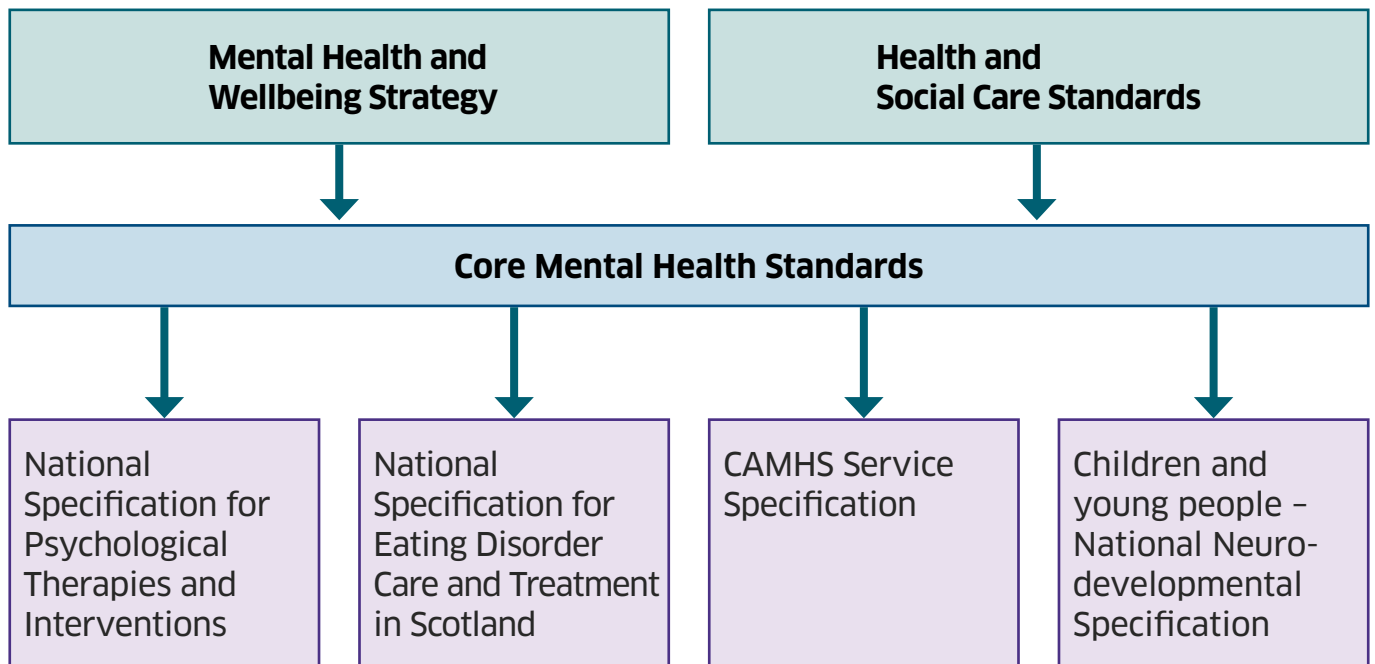 Mental Health and
Wellbeing Strategy
Health and
Social Care Standards
Core Mental Health Standards
National
Specification for
Psychological
Therapies and
Interventions
National
Specification for
Eating Disorder
Care and Treatment
in Scotland
CAMHS Service
Specification
Children and
young people –
National Neuro-
developmental
Specification